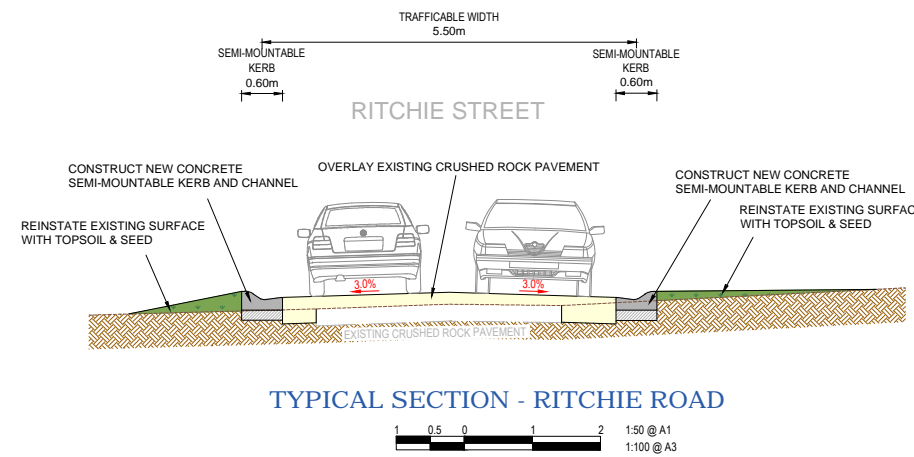 TRAFFICABLE WIDTH
5.50m
SEMI-MOUNTABLE
KERB
0.60m
SEMI-MOUNTABLE
KERB
0.60m
RITCHIE STREET
CONSTRUCT NEW CONCRETE
SEMI-MOUNTABLE KERB AND CHANNEL
OVERLAY EXISTING CRUSHED ROCK PAVEMENT
CONSTRUCT NEW CONCRETE
SEMI-MOUNTABLE KERB AND CHANNEL
REINSTATE EXISTING SURFACE
WITH TOPSOIL & SEED
REINSTATE EXISTING SURFAC
WITH TOPSOIL & SEED
3.0%
3.0%
EXISTING CRUSHED ROCK PAVEMENT
TYPICAL SECTION - RITCHIE ROAD
1 0.5 0 1 2
1:50 @ A1
1:100 @ A3